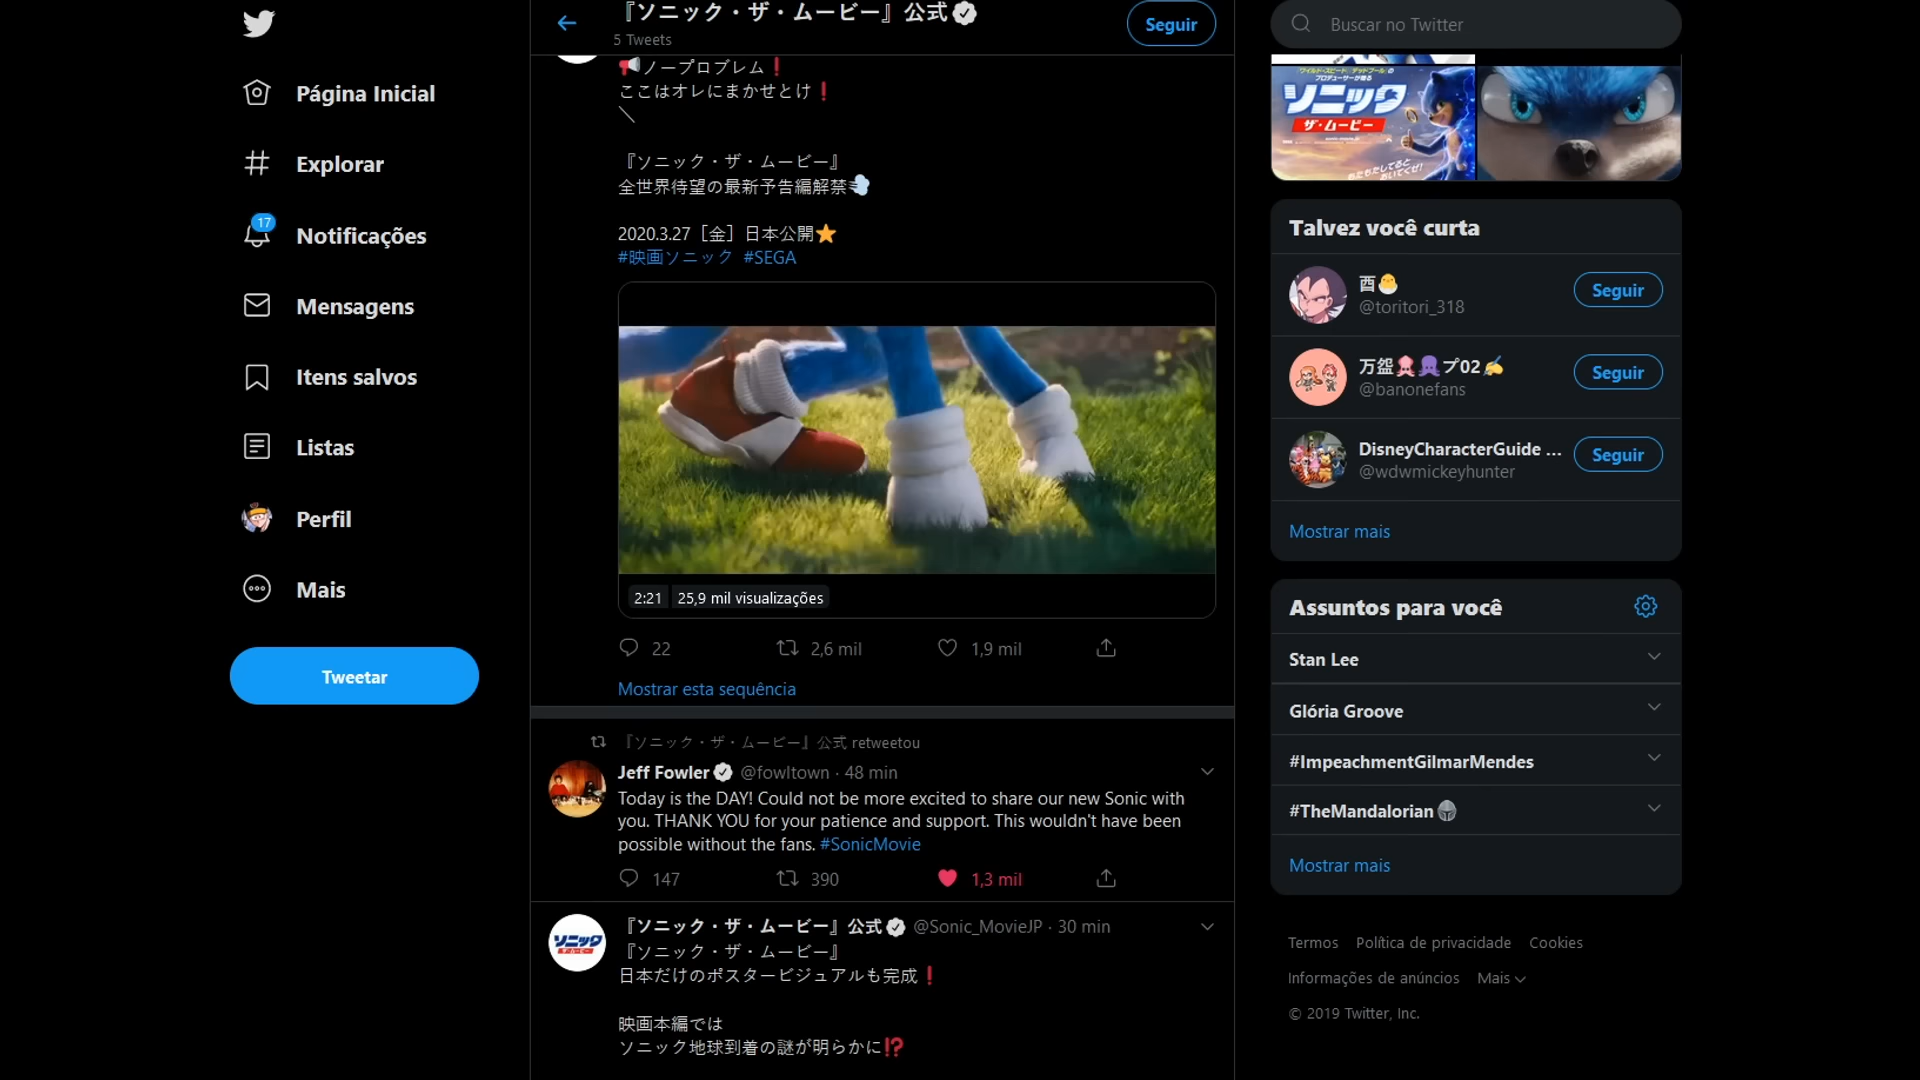 Página Inicial
Explorar
17
Notificações
Mensagens
Itens salvos
Listas
Perfil
Mais
Tweetar
『ソニック・ザ・ムービー』公式
5 Tweets
Seguir
ノープロブレム❗
ここはオレにまかせとけ❗
＼
『ソニック・ザ・ムービー』
全世界待望の最新予告編解禁💨
2020.3.27［金］日本公開⭐
#映画ソニック #SEGA
2:21 25,9 mil visualizações
22 2,6 mil 1,9 mil
Mostrar esta sequência
『ソニック・ザ・ムービー』公式 retweetou
Jeff Fowler @fowltown · 48 min
Today is the DAY! Could not be more excited to share our new Sonic with
you. THANK YOU for your patience and support. This wouldn't have been
possible without the fans. #SonicMovie
147 390 1,3 mil
『ソニック・ザ・ムービー』公式 @Sonic_MovieJP · 30 min
ソニック
『ソニック・ザ・ムービー』
日本だけのポスタービジュアルも完成❗
映画本編では
ソニック地球到着の謎が明らかに⁉
Buscar no Twitter
ソニック
ザ・ムービー
Talvez você curta
酉🐣
@toritori_318
Seguir
@banonefans
Seguir
DisneyCharacterGuide ...
@wdwmickeyhunter
Seguir
Mostrar mais
Assuntos para você
Stan Lee
Glória Groove
#ImpeachmentGilmarMendes
#TheMandalorian
Mostrar mais
Termos Política de privacidade Cookies
Informações de anúncios Mais
© 2019 Twitter, Inc.